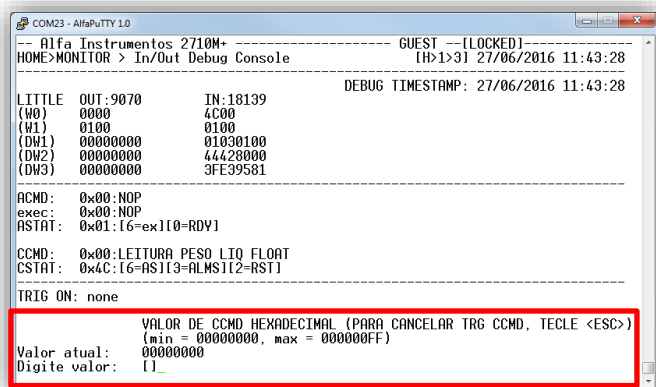 COM23 - AlfaPuTTY 1.0
-- Alfa Instrumentos 2710M+ ------------------ GUEST --[LOCKED]--------------
HOME>MONITOR > In/Out Debug Console [H>1>3] 27/06/2016 11:43:28
DEBUG TIMESTAMP: 27/06/2016 11:43:28
LITTLE OUT:9070 IN:18139
(W0) 0000 4C00
(W1) 0100 0100
(DW1) 00000000 01030100
(DW2) 00000000 44428000
(DW3) 00000000 3FE39581
ACMD: 0x00:NOP
exec: 0x00:NOP
ASTAT: 0x01:[6=ex][0=RDY]
CCMD: 0x00:LEITURA PESO LIQ FLOAT
CSTAT: 0x4C:[6=AS][3=ALMS][2=RST]
TRIG ON: none
VALOR DE CCMD HEXADECIMAL (PARA CANCELAR TRG CCMD, TECLE <ESC>)
(min = 00000000, max = 000000FF)
Valor atual: 00000000
Digite valor: []_